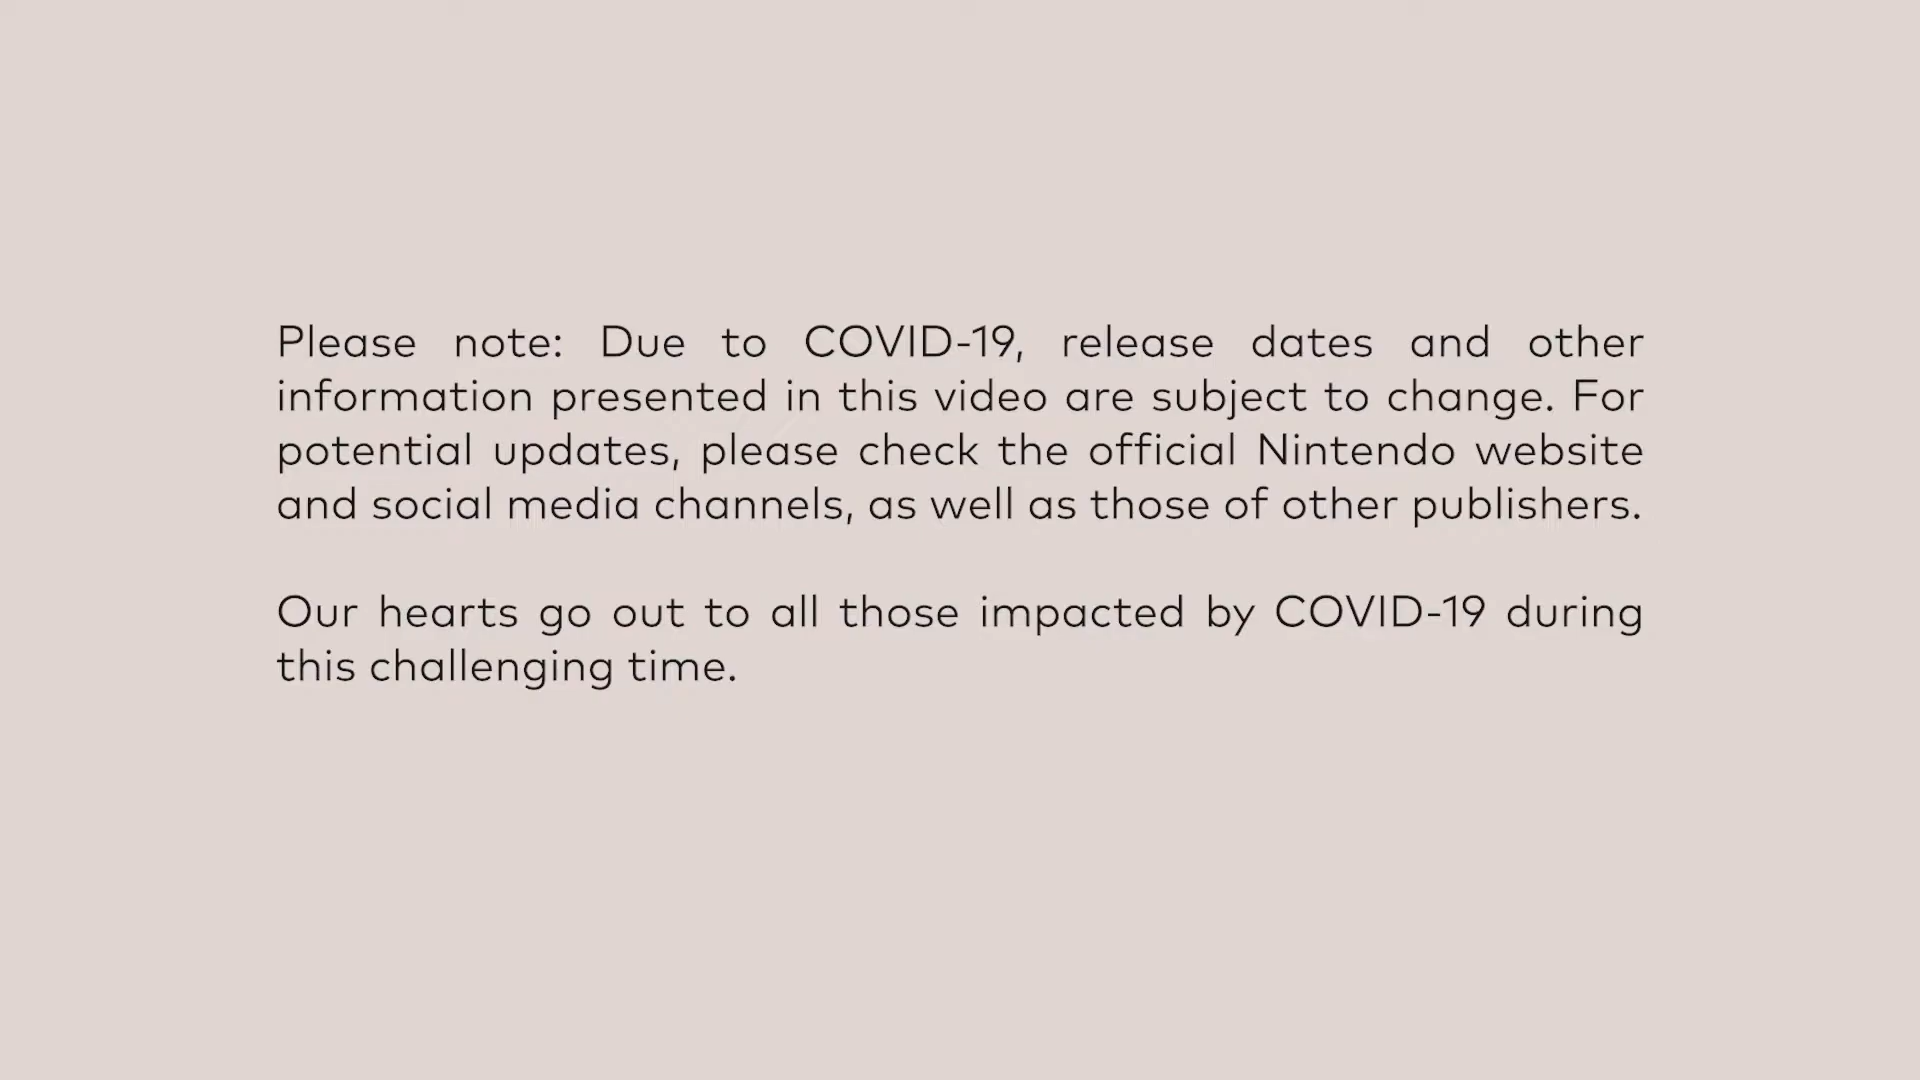 Please note: Due to COVID-19, release dates and other
information presented in this video are subject to change. For
potential updates, please check the official Nintendo website
and social media channels, as well as those of other publishers.
Our hearts go out to all those impacted by COVID-19 during
this challenging time.